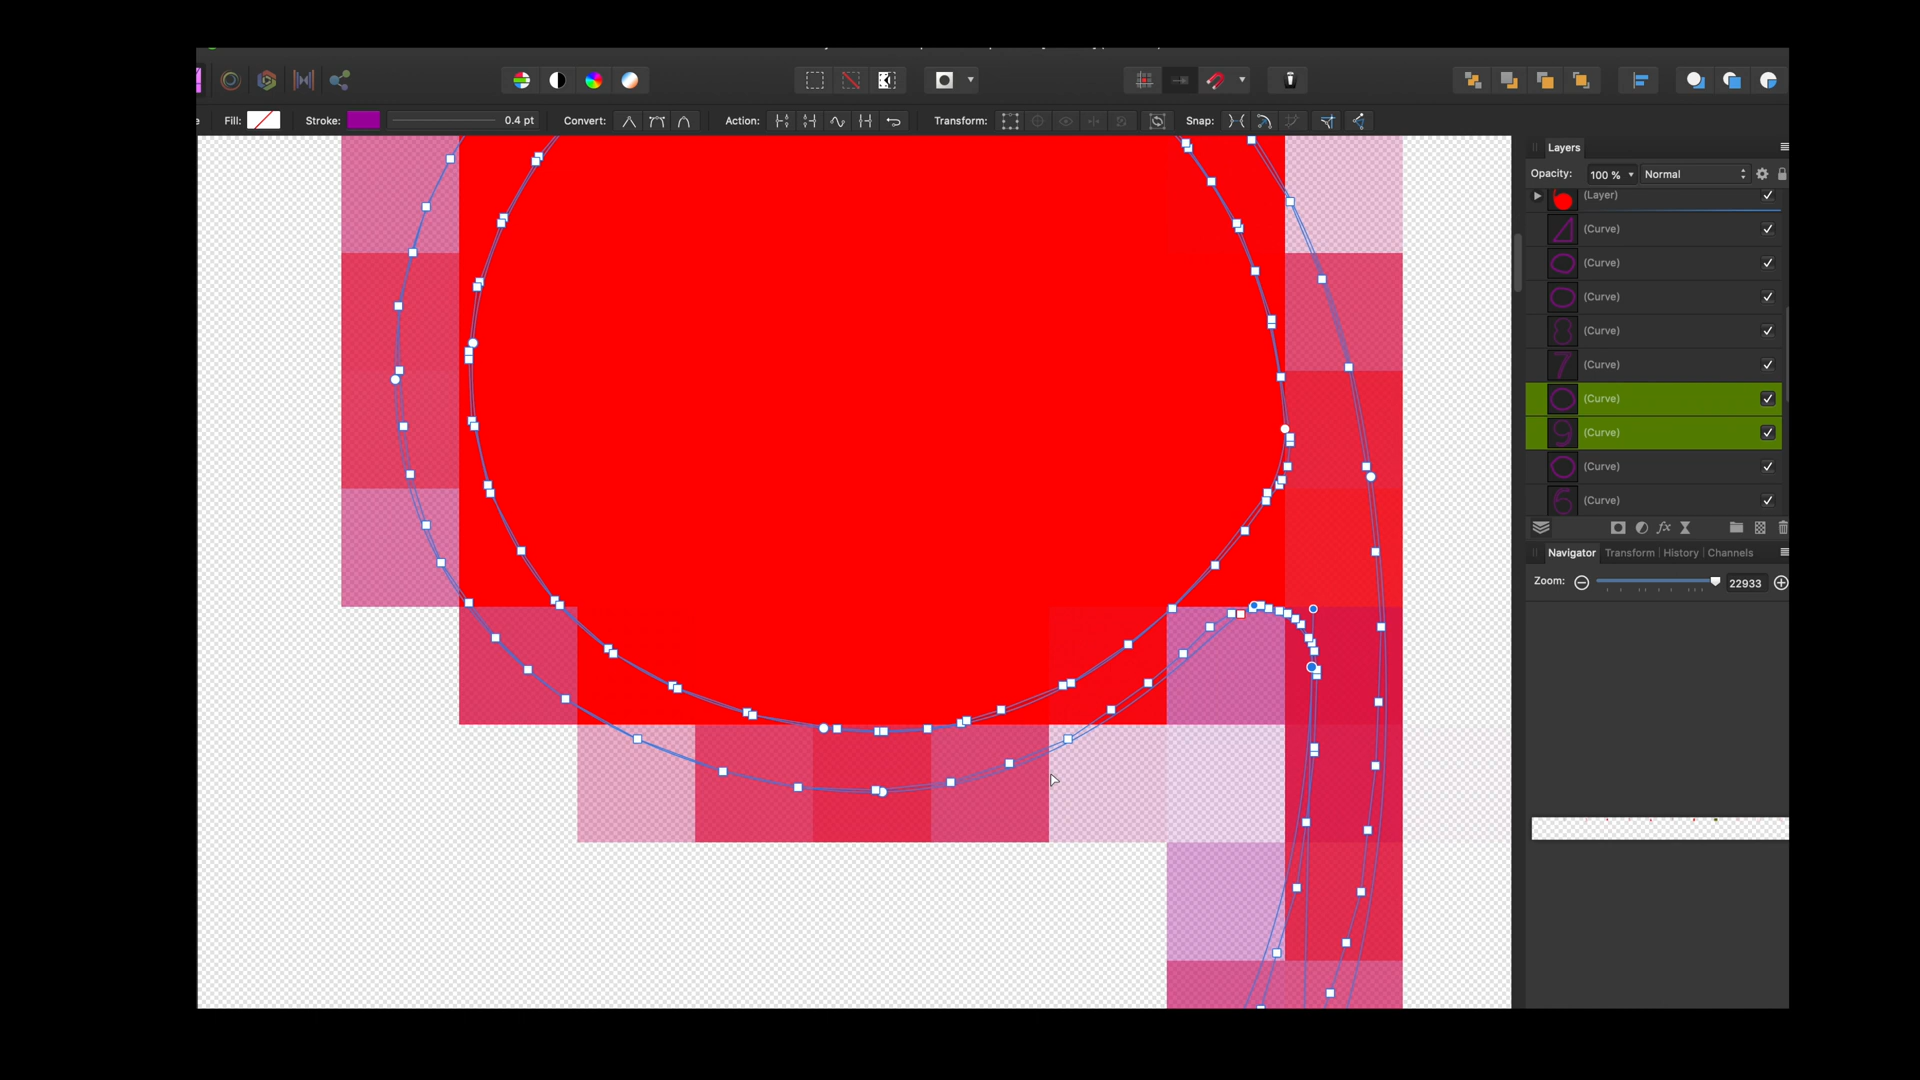 Fill: Stroke: 0.4 pt Convert: Action: Transform: Snap:
Layers
Opacity: 100 % Normal
(Layer)
(Curve)
(Curve)
(Curve)
(Curve)
(Curve)
(Curve)
(Curve)
(Curve)
(Curve)
fx
Navigator Transform History Channels
Zoom: 22933